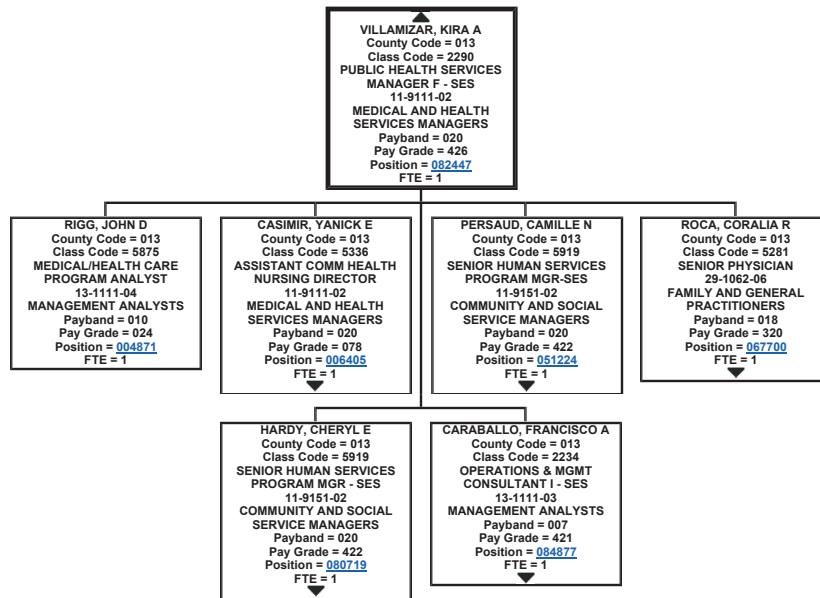 VILLAMIZAR, KIRA A
County Code = 013
Class Code = 2290
PUBLIC HEALTH SERVICES
MANAGER F - SES
11-9111-02
MEDICAL AND HEALTH
SERVICES MANAGERS
Payband = 020
Pay Grade = 426
Position = 082447
FTE = 1
RIGG, JOHN D
County Code = 013
Class Code = 5875
MEDICAL/HEALTH CARE
PROGRAM ANALYST
13-1111-04
MANAGEMENT ANALYSTS
Payband = 010
Pay Grade = 024
Position = 004871
FTE = 1
CASIMIR, YANICK E
County Code = 013
Class Code = 5336
ASSISTANT COMM HEALTH
NURSING DIRECTOR
11-9111-02
MEDICAL AND HEALTH
SERVICES MANAGERS
Payband = 020
Pay Grade = 078
Position = 006405
FTE = 1
PERSAUD, CAMILLE N
County Code = 013
Class Code = 5919
SENIOR HUMAN SERVICES
PROGRAM MGR-SES
11-9151-02
COMMUNITY AND SOCIAL
SERVICE MANAGERS
Payband = 020
Pay Grade = 422
Position = 051224
FTE = 1
ROCA, CORALIA R
County Code = 013
Class Code = 5281
SENIOR PHYSICIAN
29-1062-06
FAMILY AND GENERAL
PRACTITIONERS
Payband = 018
Pay Grade = 320
Position = 067700
FTE = 1
HARDY, CHERYL E
County Code = 013
Class Code = 5919
SENIOR HUMAN SERVICES
PROGRAM MGR - SES
11-9151-02
COMMUNITY AND SOCIAL
SERVICE MANAGERS
Payband = 020
Pay Grade = 422
Position = 080719
FTE = 1
CARABALLO, FRANCISCO A
County Code = 013
Class Code = 2234
OPERATIONS & MGMT
CONSULTANT I - SES
13-1111-03
MANAGEMENT ANALYSTS
Payband = 007
Pay Grade = 421
Position = 084877
FTE = 1